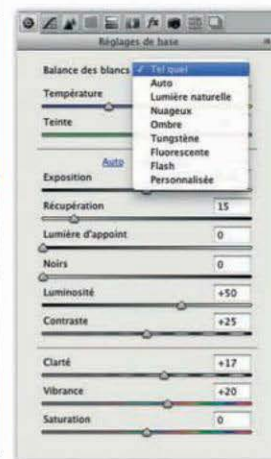 Réglages de base
Balance des blancs ✓ Tel quel
Auto
Température
Lumière naturelle
Nuageux
Teinte
Ombre
Tungstène
Fluorescente
Auto
Flash
Exposition
Personnalisée
Récupération 15
Lumière d'appoint 0
Noirs 0
Luminosité +50
Contraste +25
Clarté +17
Vibrance +20
Saturation 0